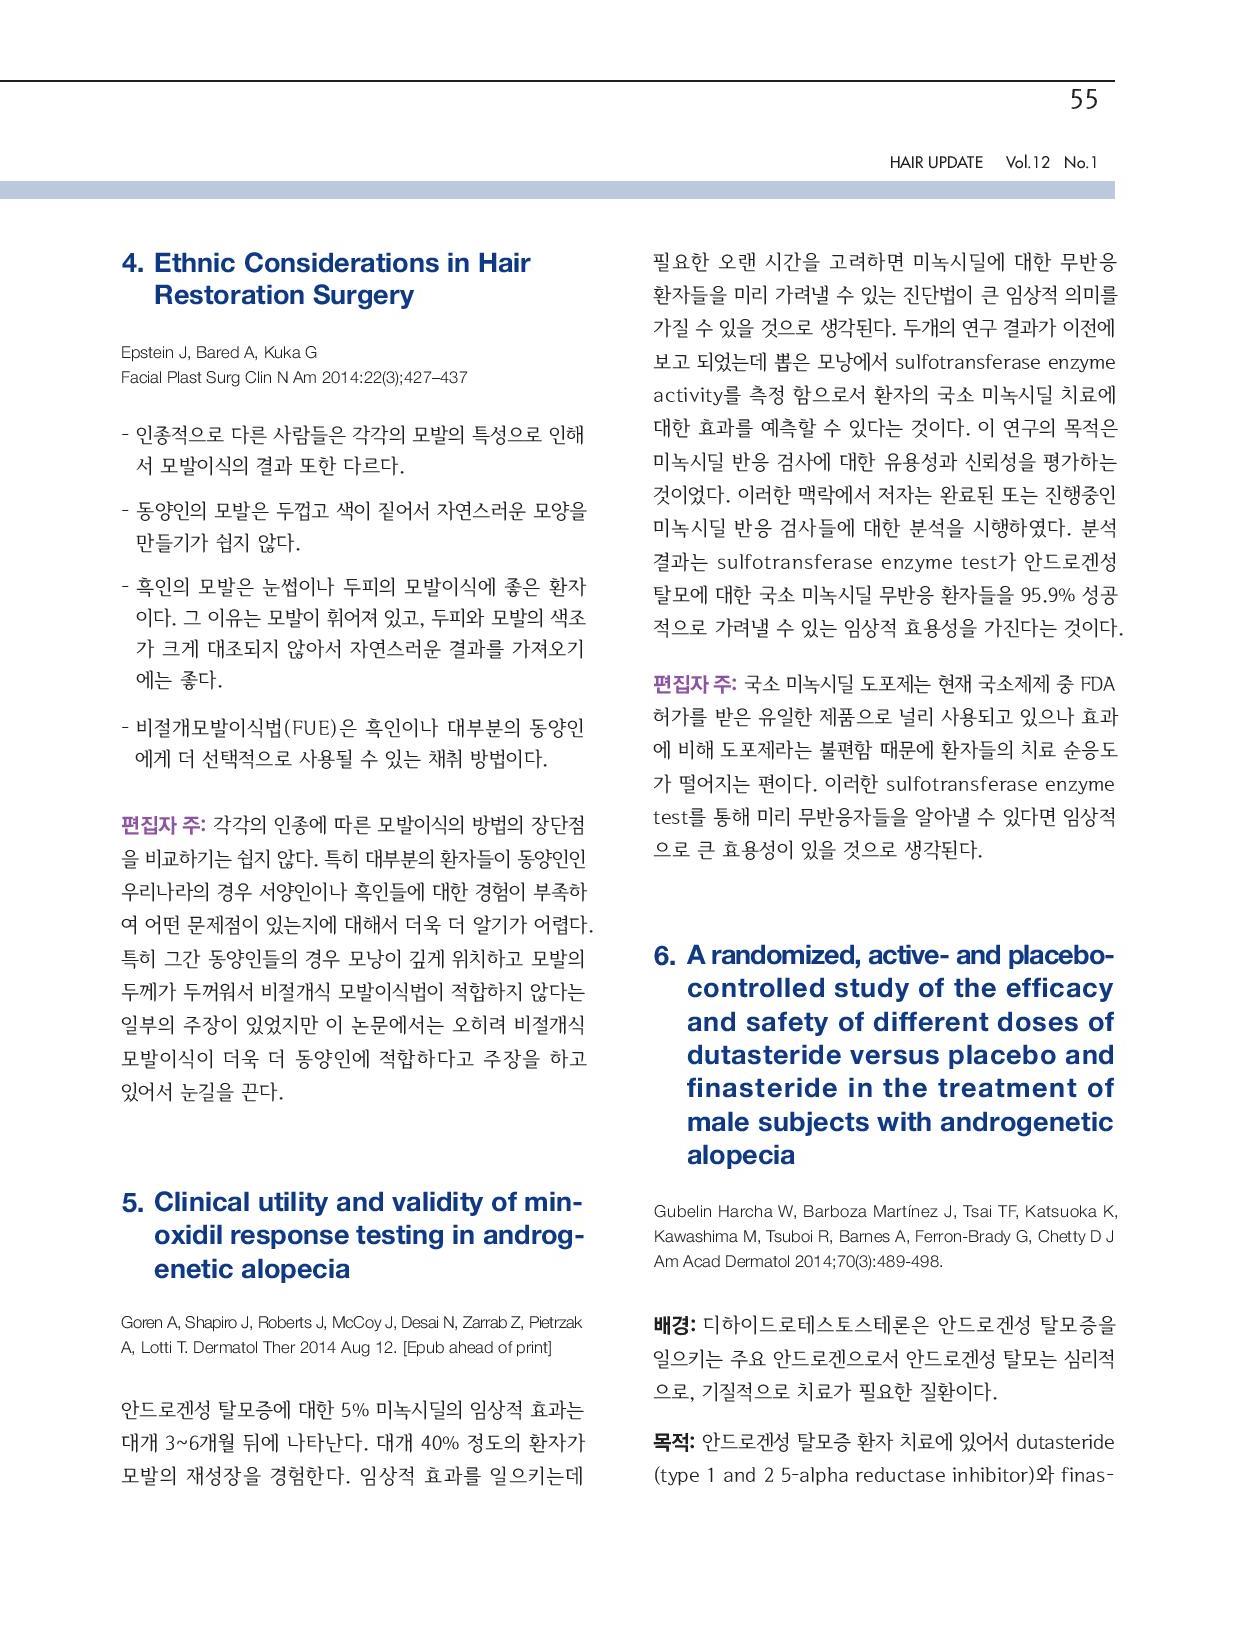 55
HAIR UPDATE Vol.12 No.1
4. Ethnic Considerations in Hair
Restoration Surgery
Epstein J, Bared A, Kuka G
Facial Plast Surg Clin N Am 2014:22(3);427–437
- 인종적으로 다른 사람들은 각각의 모발의 특성으로 인해
서 모발이식의 결과 또한 다르다.
- 동양인의 모발은 두껍고 색이 짙어서 자연스러운 모양을
만들기가 쉽지 않다.
- 흑인의 모발은 눈썹이나 두피의 모발이식에 좋은 환자
이다. 그 이유는 모발이 휘어져 있고, 두피와 모발의 색조
가 크게 대조되지 않아서 자연스러운 결과를 가져오기
에는 좋다.
- 비절개모발이식법(FUE)은 흑인이나 대부분의 동양인
에게 더 선택적으로 사용될 수 있는 채취 방법이다.
편집자 주: 각각의 인종에 따른 모발이식의 방법의 장단점
을 비교하기는 쉽지 않다. 특히 대부분의 환자들이 동양인인
우리나라의 경우 서양인이나 흑인들에 대한 경험이 부족하
여 어떤 문제점이 있는지에 대해서 더욱 더 알기가 어렵다.
특히 그간 동양인들의 경우 모낭이 깊게 위치하고 모발의
두께가 두꺼워서 비절개식 모발이식법이 적합하지 않다는
일부의 주장이 있었지만 이 논문에서는 오히려 비절개식
모발이식이 더욱 더 동양인에 적합하다고 주장을 하고
있어서 눈길을 끈다.
5. Clinical utility and validity of min-
oxidil response testing in androg-
enetic alopecia
Goren A, Shapiro J, Roberts J, McCoy J, Desai N, Zarrab Z, Pietrzak
A, Lotti T. Dermatol Ther 2014 Aug 12. [Epub ahead of print]
안드로겐성 탈모증에 대한 5% 미녹시딜의 임상적 효과는
대개 3~6개월 뒤에 나타난다. 대개 40% 정도의 환자가
모발의 재성장을 경험한다. 임상적 효과를 일으키는데
필요한 오랜 시간을 고려하면 미녹시딜에 대한 무반응
환자들을 미리 가려낼 수 있는 진단법이 큰 임상적 의미를
가질 수 있을 것으로 생각된다. 두개의 연구 결과가 이전에
보고 되었는데 뽑은 모낭에서 sulfotransferase enzyme
activity를 측정 함으로서 환자의 국소 미녹시딜 치료에
대한 효과를 예측할 수 있다는 것이다. 이 연구의 목적은
미녹시딜 반응 검사에 대한 유용성과 신뢰성을 평가하는
것이었다. 이러한 맥락에서 저자는 완료된 또는 진행중인
미녹시딜 반응 검사들에 대한 분석을 시행하였다. 분석
결과는 sulfotransferase enzyme test가 안드로겐성
탈모에 대한 국소 미녹시딜 무반응 환자들을 95.9% 성공
적으로 가려낼 수 있는 임상적 효용성을 가진다는 것이다.
편집자 주: 국소 미녹시딜 도포제는 현재 국소제제 중 FDA
허가를 받은 유일한 제품으로 널리 사용되고 있으나 효과
에 비해 도포제라는 불편함 때문에 환자들의 치료 순응도
가 떨어지는 편이다. 이러한 sulfotransferase enzyme
test를 통해 미리 무반응자들을 알아낼 수 있다면 임상적
으로 큰 효용성이 있을 것으로 생각된다.
6. A randomized, active- and placebo-
controlled study of the efficacy
and safety of different doses of
dutasteride versus placebo and
finasteride in the treatment of
male subjects with androgenetic
alopecia
Gubelin Harcha W, Barboza Martínez J, Tsai TF, Katsuoka K,
Kawashima M, Tsuboi R, Barnes A, Ferron-Brady G, Chetty D J
Am Acad Dermatol 2014;70(3):489-498.
배경: 디하이드로테스토스테론은 안드로겐성 탈모증을
일으키는 주요 안드로겐으로서 안드로겐성 탈모는 심리적
으로, 기질적으로 치료가 필요한 질환이다.
목적: 안드로겐성 탈모증 환자 치료에 있어서 dutasteride
(type 1 and 2 5-alpha reductase inhibitor)와 finas-